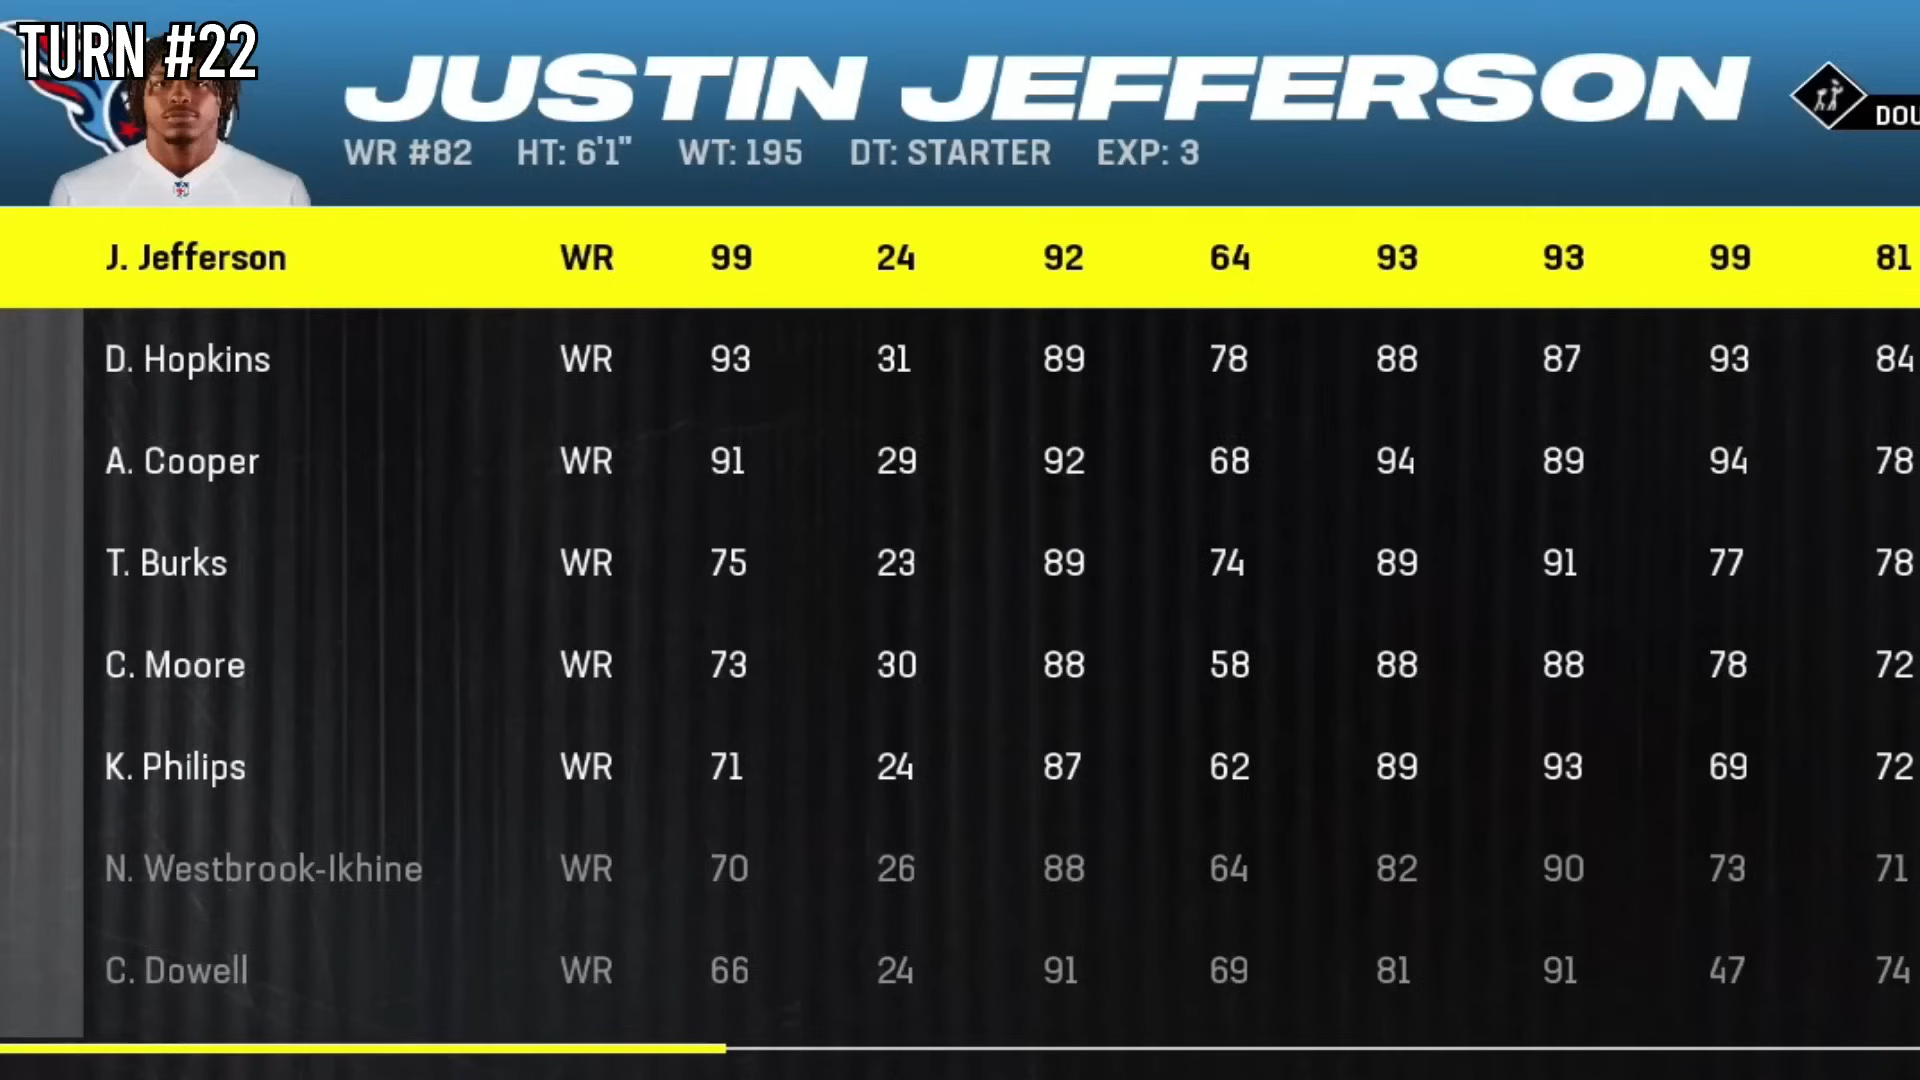 TURN #22
JUSTIN JEFFERSON
WR #82 HT: 6'1" WT: 195 DT: STARTER EXP: 3
DOU
J. Jefferson WR 99 24 92 64 93 93 99 81
D. Hopkins WR 93 31 89 78 88 87 93 84
A. Cooper WR 91 29 92 68 94 89 94 78
T. Burks WR 75 23 89 74 89 91 77 78
C. Moore WR 73 30 88 58 88 88 78 72
K. Philips WR 71 24 87 62 89 93 69 72
N. Westbrook-Ikhine WR 70 26 88 64 82 90 73 71
C. Dowell WR 66 24 91 69 81 91 47 74